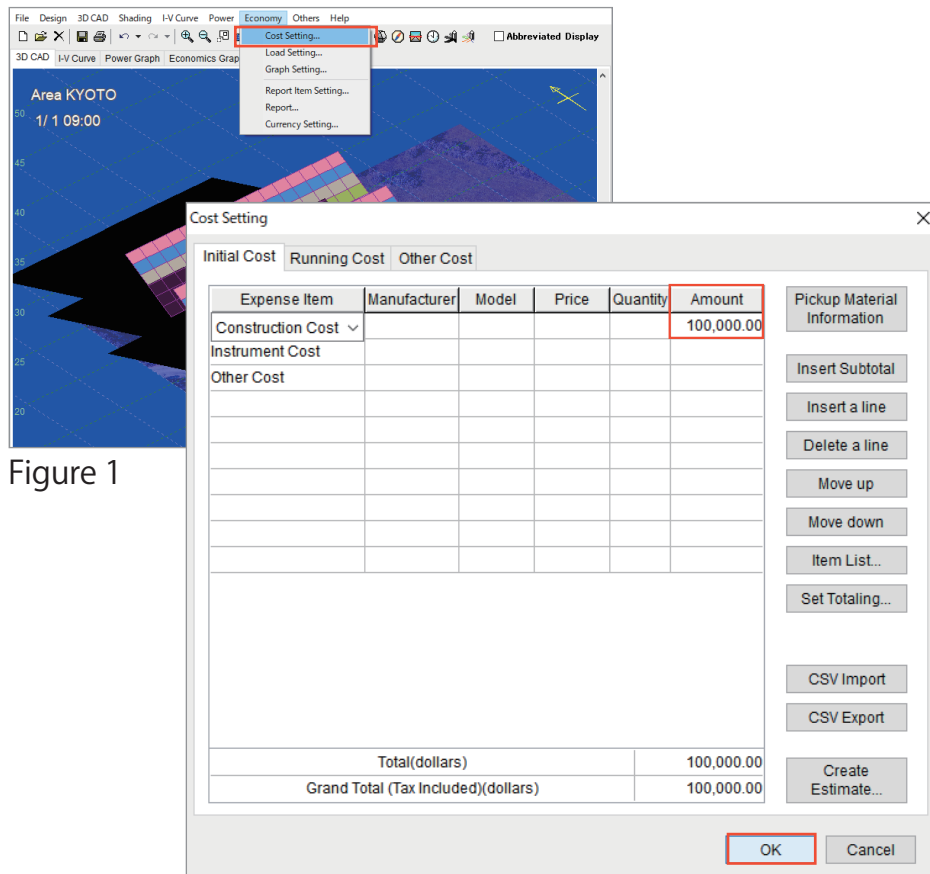 File Design 3D CAD Shading I-V Curve Power Economy Others Help
Abbreviated Display
3D CAD I-V Curve Power Graph Economics Grap
Cost Setting...
Load Setting...
Graph Setting...
Report Item Setting...
Report...
Currency Setting...
Area KYOTO
1/ 1 09:00
50
45
40
35
30
25
20
Figure 1
Cost Setting
Initial Cost Running Cost Other Cost
Expense Item Manufacturer Model Price Quantity Amount
Construction Cost 100,000.00
Instrument Cost
Other Cost
Total(dollars) 100,000.00
Grand Total (Tax Included)(dollars) 100,000.00
Pickup Material
Information
Insert Subtotal
Insert a line
Delete a line
Move up
Move down
Item List...
Set Totaling...
CSV Import
CSV Export
Create
Estimate...
OK Cancel